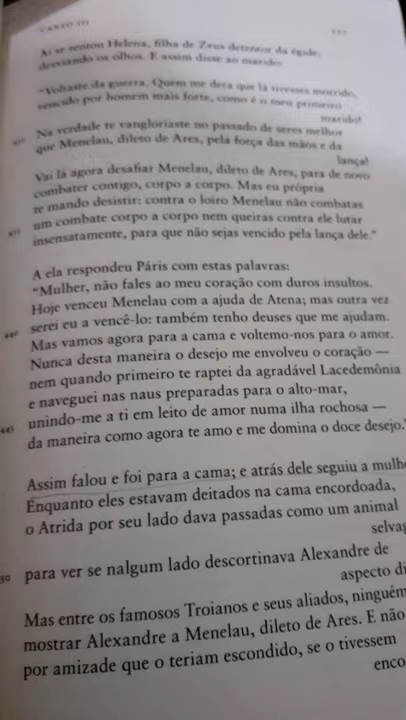 CANTO III
Aí se sentou Helena, filha de Zeus detentor da égide,
desviando os olhos. E assim disse ao marido:
"Voltaste da guerra. Quem me dera que lá tivesses morrido,
vencido por homem mais forte, como é o meu primeiro
marido!
430
Na verdade te vangloriaste no passado de seres melhor
que Menelau, dileto de Ares, pela força das mãos e da
lança!
Vai lá agora desafiar Menelau, dileto de Ares, para de novo
combater contigo, corpo a corpo. Mas eu própria
te mando desistir: contra o loiro Menelau não combatas
435
um combate corpo a corpo nem queiras contra ele lutar
insensatamente, para que não sejas vencido pela lança dele."
A ela respondeu Páris com estas palavras:
"Mulher, não fales ao meu coração com duros insultos.
Hoje venceu Menelau com a ajuda de Atena; mas outra vez
440 serei eu a vencê-lo: também tenho deuses que me ajudam.
Mas vamos agora para a cama e voltemo-nos para o amor.
Nunca desta maneira o desejo me envolveu o coração —
nem quando primeiro te raptei da agradável Lacedemônia
e naveguei nas naus preparadas para o alto-mar,
445 unindo-me a ti em leito de amor numa ilha rochosa —
da maneira como agora te amo e me domina o doce desejo."
Assim falou e foi para a cama; e atrás dele seguiu a mulhe
Enquanto eles estavam deitados na cama encordoada,
o Atrida por seu lado dava passadas como um animal
selvag
50 para ver se nalgum lado descortinava Alexandre de
aspecto di
Mas entre os famosos Troianos e seus aliados, ninguém
mostrar Alexandre a Menelau, dileto de Ares. E não
por amizade que o teriam escondido, se o tivessem
enco